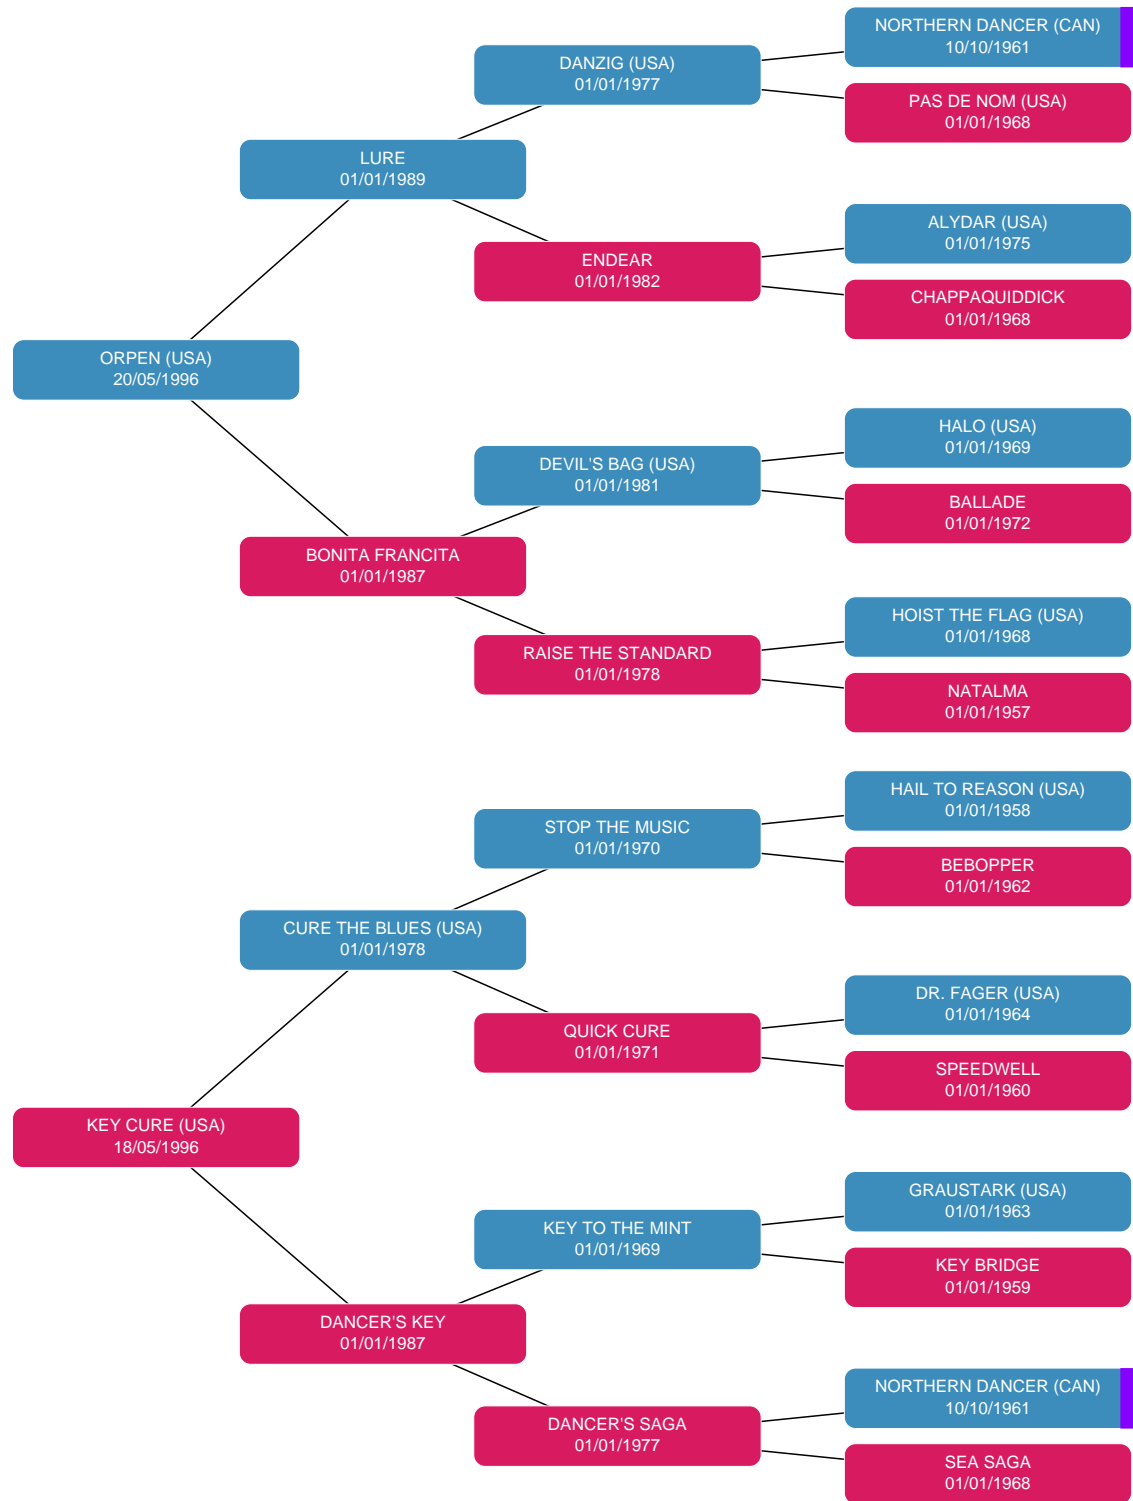 NORTHERN DANCER (CAN)
10/10/1961
DANZIG (USA)
01/01/1977
PAS DE NOM (USA)
01/01/1968
LURE
01/01/1989
ALYDAR (USA)
01/01/1975
ENDEAR
01/01/1982
CHAPPAQUIDDICK
01/01/1968
ORPEN (USA)
20/05/1996
HALO (USA)
01/01/1969
DEVIL'S BAG (USA)
01/01/1981
BALLADE
01/01/1972
BONITA FRANCITA
01/01/1987
HOIST THE FLAG (USA)
01/01/1968
RAISE THE STANDARD
01/01/1978
NATALMA
01/01/1957
HAIL TO REASON (USA)
01/01/1958
STOP THE MUSIC
01/01/1970
BEBOPPER
01/01/1962
CURE THE BLUES (USA)
01/01/1978
DR. FAGER (USA)
01/01/1964
QUICK CURE
01/01/1971
SPEEDWELL
01/01/1960
KEY CURE (USA)
18/05/1996
GRAUSTARK (USA)
01/01/1963
KEY TO THE MINT
01/01/1969
KEY BRIDGE
01/01/1959
DANCER'S KEY
01/01/1987
NORTHERN DANCER (CAN)
10/10/1961
DANCER'S SAGA
01/01/1977
SEA SAGA
01/01/1968